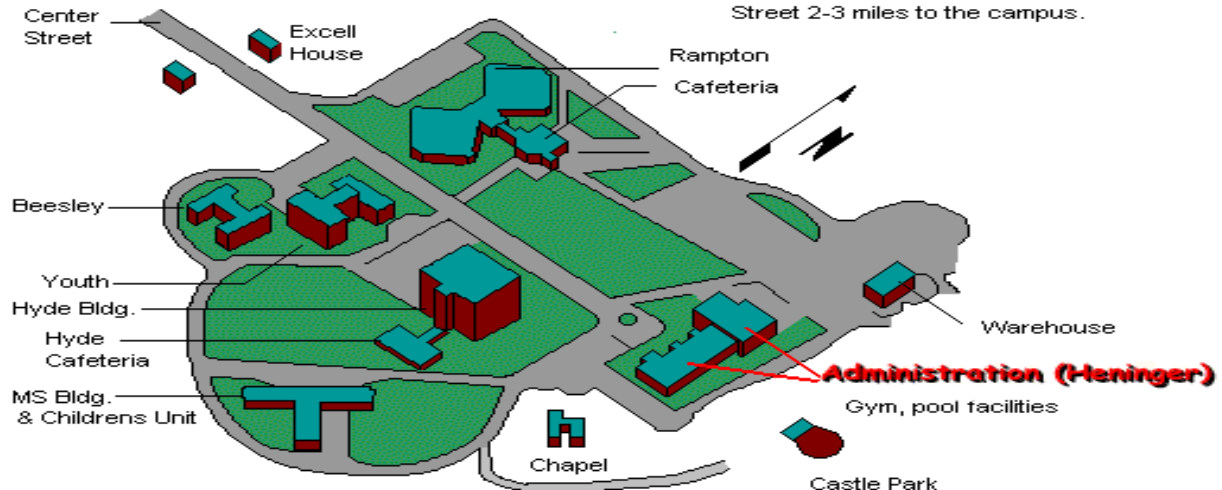 Street 2-3 miles to the campus.
Center
Street
Excell
House
Rampton
Cafeteria
N
Beesley
Youth
Hyde Bldg.
Hyde
Cafeteria
Warehouse
Administration (Heninger)
MS Bldg.
& Childrens Unit
Gym, pool facilities
Chapel
Castle Park